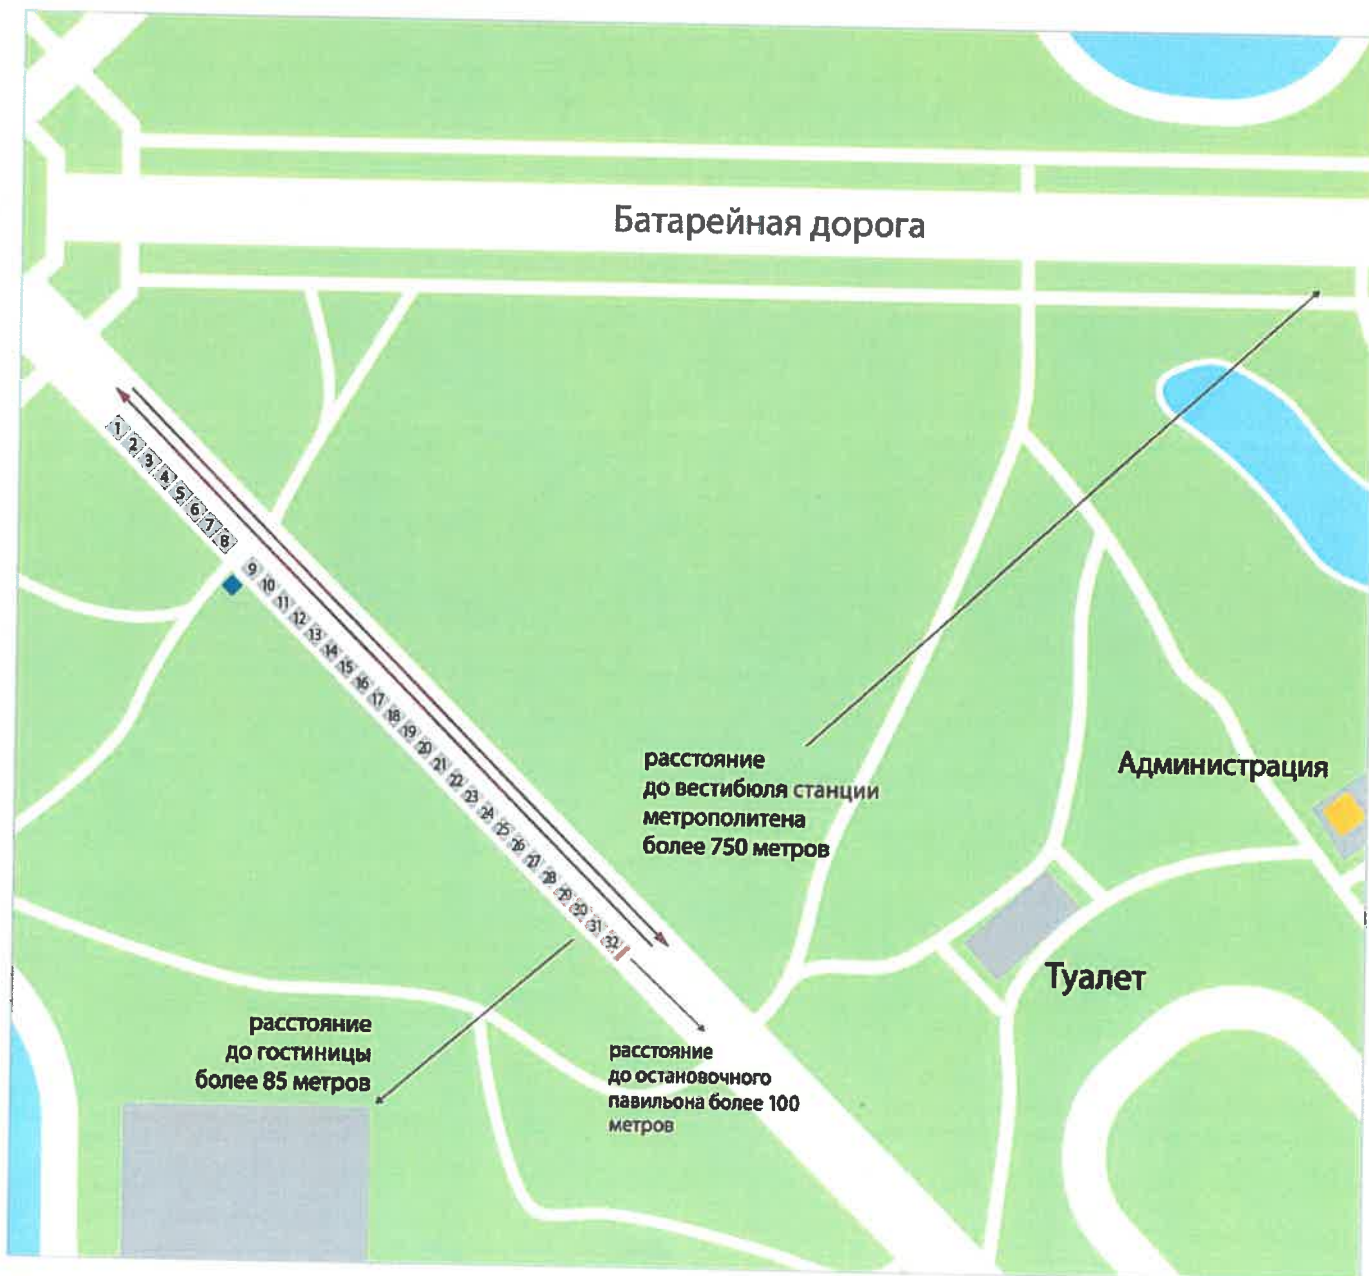 Батарейная дорога
1
2
3
4
5
6
7
8
9
10
11
12
13
14
15
16
17
18
19
20
21
22
23
24
25
26
27
28
29
30
31
32
расстояние
до вестибюля станции
метрополитена
более 750 метров
Администрация
Туалет
расстояние
до гостиницы
более 85 метров
расстояние
до остановочного
павильона более 100
метров